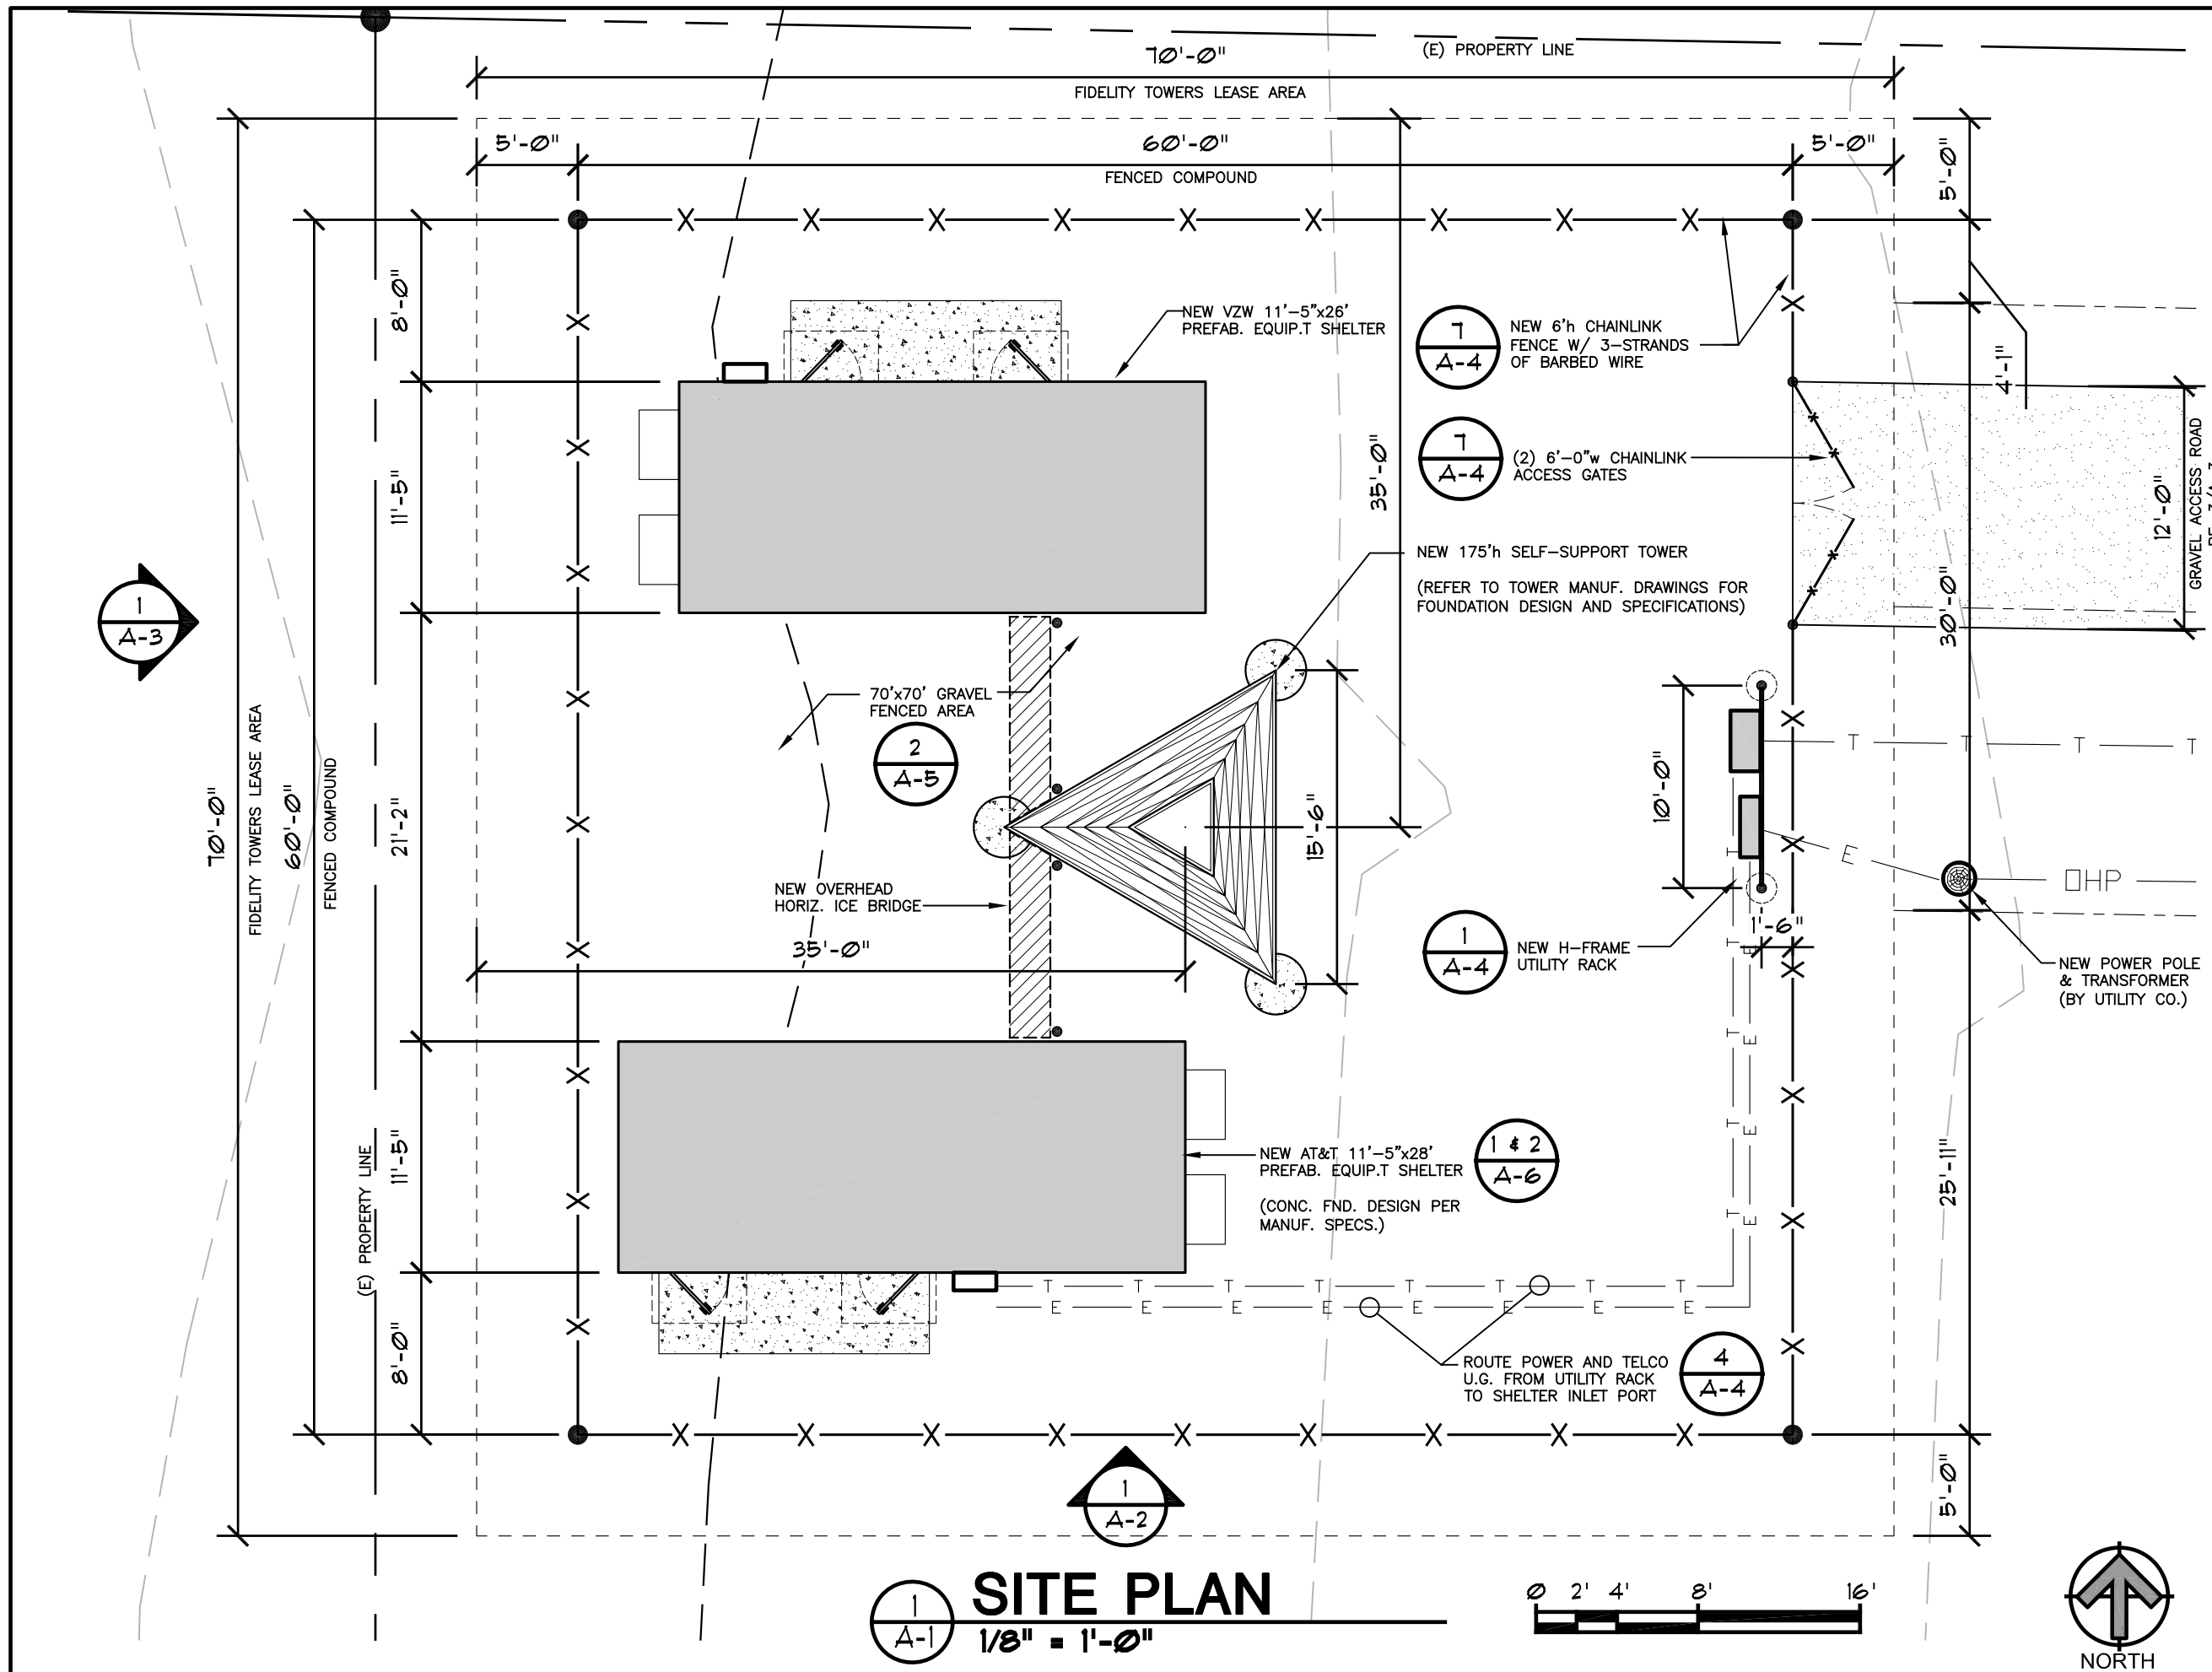 70'-0"
(E) PROPERTY LINE
FIDELITY TOWERS LEASE AREA
5'-0"
60'-0"
5'-0"
FENCED COMPOUND
5'-0"
8'-0"
NEW VZW 11'-5"x26'
PREFAB. EQUIP.T SHELTER
7
A-4
NEW 6'h CHAINLINK
FENCE W/ 3-STRANDS
OF BARBED WIRE
4'-1"
35'-0"
11'-5"
7
A-4
(2) 6'-0"w CHAINLINK
ACCESS GATES
12'-0"
GRAVEL ACCESS ROAD
NEW 175'h SELF-SUPPORT TOWER
(REFER TO TOWER MANUF. DRAWINGS FOR
FOUNDATION DESIGN AND SPECIFICATIONS)
30'-0"
1
A-3
70'x70' GRAVEL
FENCED AREA
2
A-5
T T T T
10'-0"
15'-6"
70'-0"
FIDELITY TOWERS LEASE AREA
60'-0"
FENCED COMPOUND
21'-2"
E
OHP
NEW OVERHEAD
HORIZ. ICE BRIDGE
35'-0"
1
A-4
NEW H-FRAME
UTILITY RACK
1'-6"
NEW POWER POLE
& TRANSFORMER
(BY UTILITY CO.)
T
T
T
T
T
E
E
E
E
(E) PROPERTY LINE
11'-5"
NEW AT&T 11'-5"x28'
PREFAB. EQUIP.T SHELTER
(CONC. FND. DESIGN PER
MANUF. SPECS.)
1 & 2
A-6
25'-11"
T T T T T T T
E E E E E E E E
8'-0"
ROUTE POWER AND TELCO
U.G. FROM UTILITY RACK
TO SHELTER INLET PORT
4
A-4
5'-0"
1
A-2
1
A-1
SITE PLAN
1/8" = 1'-0"
0 2' 4' 8' 16'
NORTH